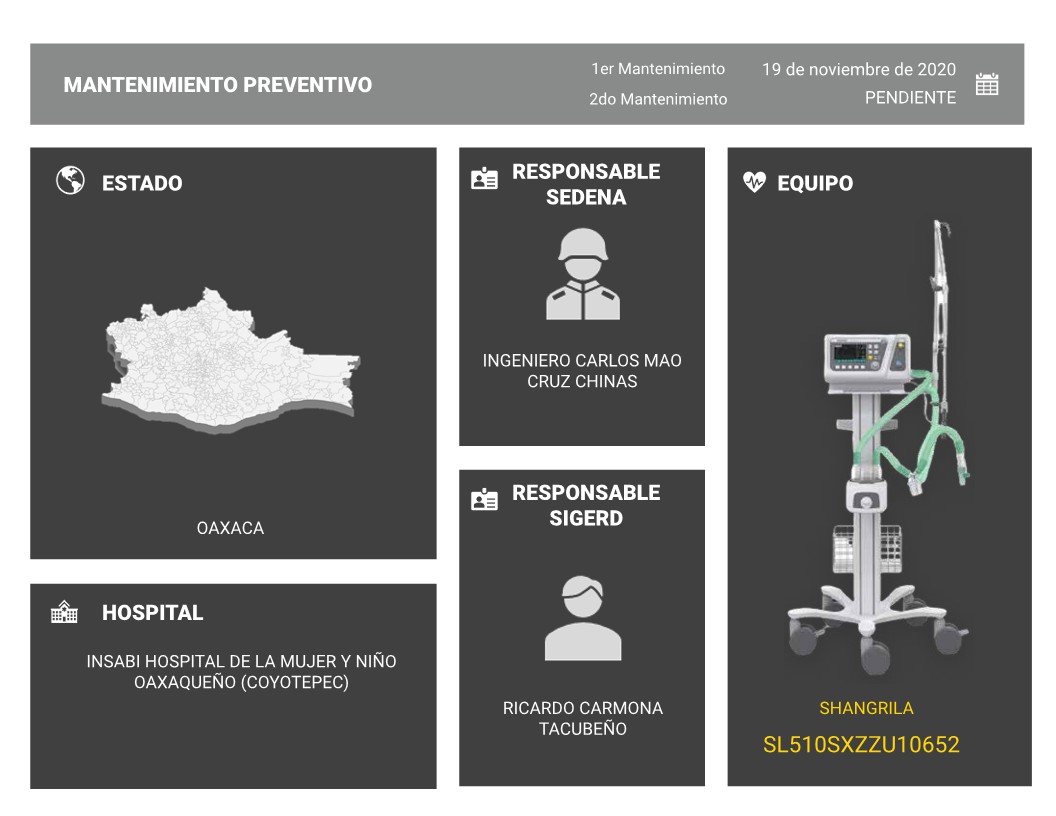 MANTENIMIENTO PREVENTIVO
1er Mantenimiento
19 de noviembre de 2020
2do Mantenimiento
PENDIENTE
ESTADO
OAXACA
HOSPITAL
INSABI HOSPITAL DE LA MUJER Y NIÑO
OAXAQUEÑO (COYOTEPEC)
RESPONSABLE
SEDENA
INGENIERO CARLOS MAO
CRUZ CHINAS
RESPONSABLE
SIGERD
RICARDO CARMONA
TACUBEÑO
EQUIPO
SHANGRILA
SL510SXZZU10652